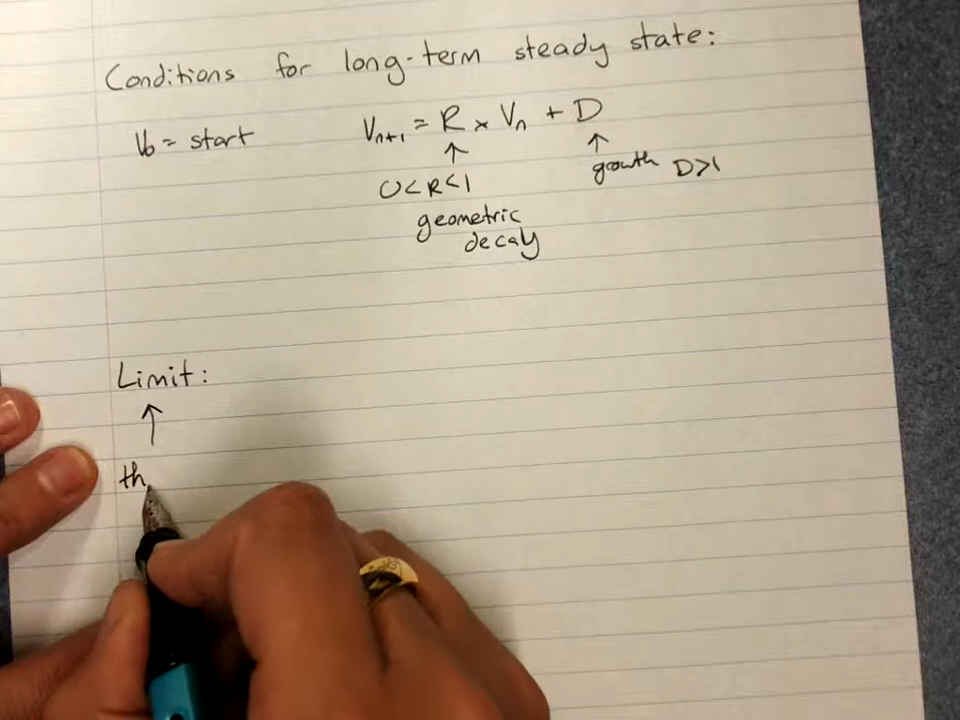 Conditions for long-term steady state:
V₀ = start Vₙ₊₁ = R × Vₙ + D
↑ ↑
growth D>1
0<R<1
geometric
decay
Limit:
↑
th